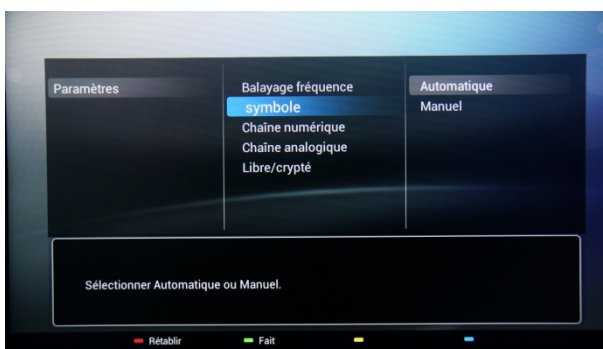 Paramètres
Balayage fréquence
symbole
Chaîne numérique
Chaîne analogique
Libre/crypté
Automatique
Manuel
Sélectionner Automatique ou Manuel.
Rétablir
Fait